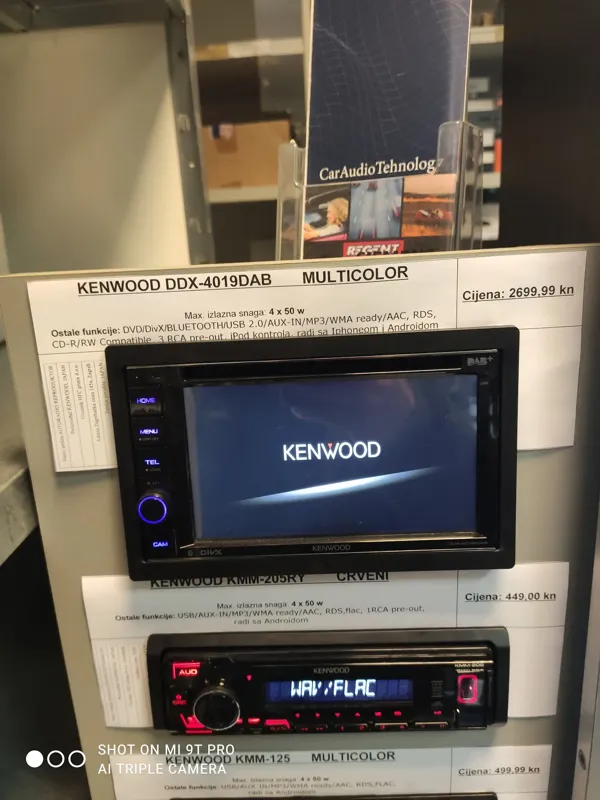 CarAudioTehnolog
REGENT
KENWOOD DDX-4019DAB MULTICOLOR
Cijena: 2699,99 kn
Max. izlazna snaga: 4 x 50 w
Ostale funkcije: DVD/DivX/BLUETOOTH/USB 2.0/AUX-IN/MP3/WMA ready/AAC, RDS,
CD-R/RW Compatible, 3 RCA pre-out, iPod kontrola, radi sa Iphoneom i Androidom
DAB+
HOME
MENU
TEL
CAM
KENWOOD
DIVX
KENWOOD
KENWOOD KMM-205RY CRVENI
Cijena: 449,00 kn
Max. izlazna snaga: 4 x 50 w
Ostale funkcije: USB/AUX-IN/MP3/WMA ready/AAC, RDS,flac, 1RCA pre-out,
radi sa Androidom
AUD
KENWOOD
KMM-205
SRC
WAV/FLAC
KENWOOD KMM-125 MULTICOLOR
Cijena: 499,99 kn
Max. izlazna snaga: 4 x 50 w
Ostale funkcije: USB/AUX-IN/MP3/WMA ready/AAC, RDS,FLAC,
radi sa Androidom
SHOT ON MI 9T PRO
AI TRIPLE CAMERA